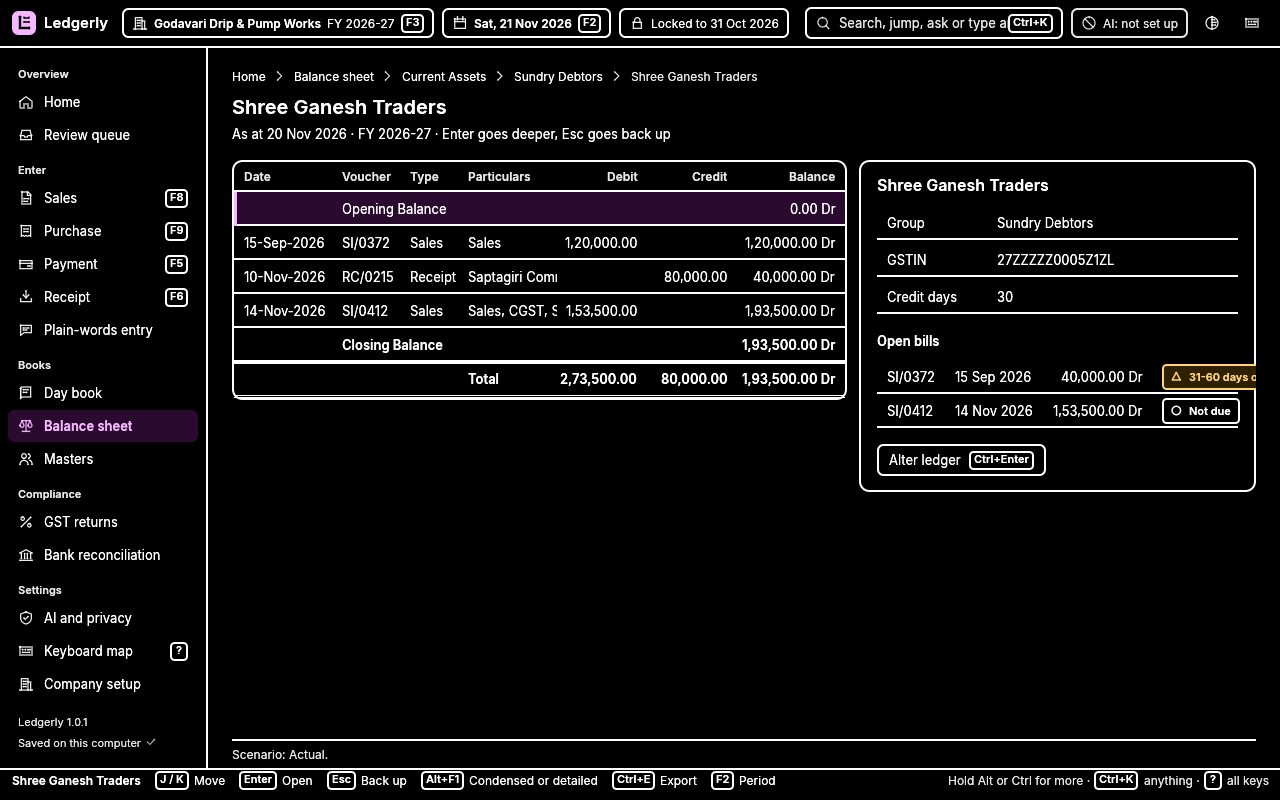 Ledgerly
Godavari Drip & Pump Works FY 2026-27 F3
Sat, 21 Nov 2026 F2
Locked to 31 Oct 2026
Search, jump, ask or type a Ctrl+K
AI: not set up
Overview
Home
Review queue
Enter
Sales F8
Purchase F9
Payment F5
Receipt F6
Plain-words entry
Books
Day book
Balance sheet
Masters
Compliance
GST returns
Bank reconciliation
Settings
AI and privacy
Keyboard map ?
Company setup
Ledgerly 1.0.1
Saved on this computer
Home Balance sheet Current Assets Sundry Debtors Shree Ganesh Traders
Shree Ganesh Traders
As at 20 Nov 2026 · FY 2026-27 · Enter goes deeper, Esc goes back up
Date Voucher Type Particulars Debit Credit Balance
Opening Balance 0.00 Dr
15-Sep-2026 SI/0372 Sales Sales 1,20,000.00 1,20,000.00 Dr
10-Nov-2026 RC/0215 Receipt Saptagiri Com 80,000.00 40,000.00 Dr
14-Nov-2026 SI/0412 Sales Sales, CGST, S 1,53,500.00 1,93,500.00 Dr
Closing Balance 1,93,500.00 Dr
Total 2,73,500.00 80,000.00 1,93,500.00 Dr
Shree Ganesh Traders
Group Sundry Debtors
GSTIN 27ZZZZZ0005Z1ZL
Credit days 30
Open bills
SI/0372 15 Sep 2026 40,000.00 Dr 31-60 days o
SI/0412 14 Nov 2026 1,53,500.00 Dr Not due
Alter ledger Ctrl+Enter
Scenario: Actual.
Shree Ganesh Traders J / K Move Enter Open Esc Back up Alt+F1 Condensed or detailed Ctrl+E Export F2 Period
Hold Alt or Ctrl for more · Ctrl+K anything · ? all keys